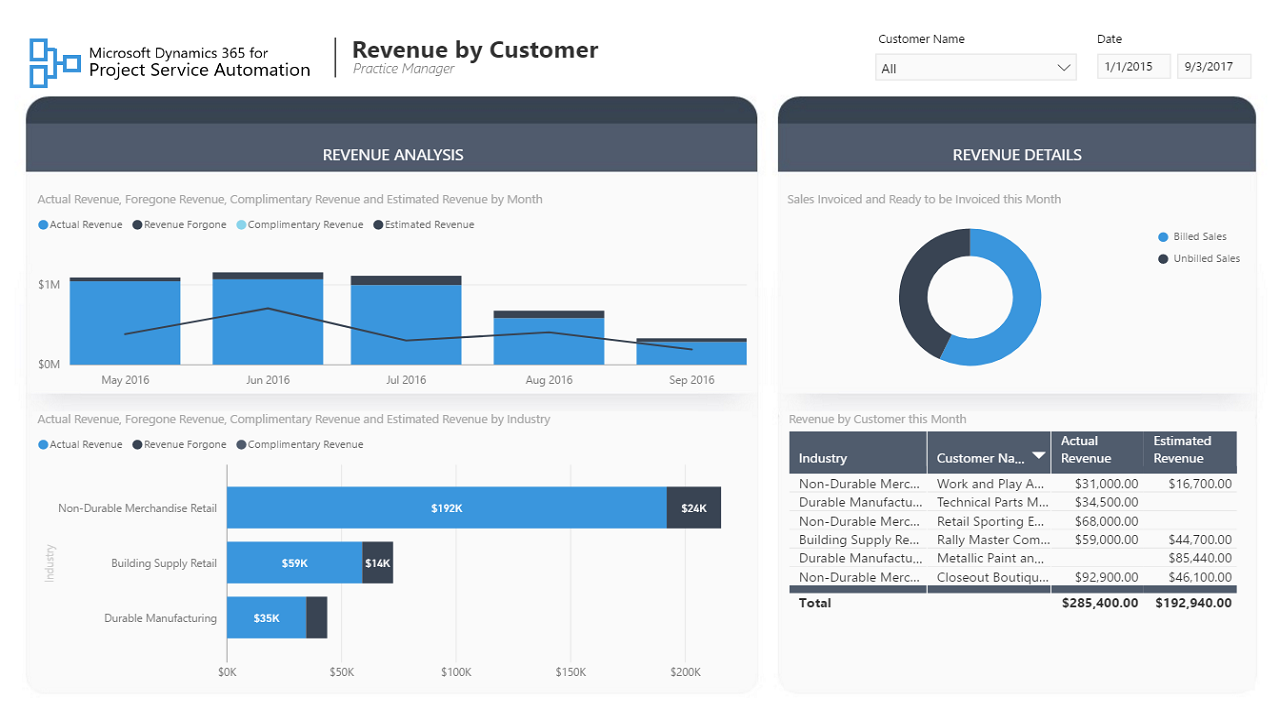 Microsoft Dynamics 365 for
Project Service Automation
Revenue by Customer
Practice Manager
Customer Name
All
Date
1/1/2015 9/3/2017
REVENUE ANALYSIS
Actual Revenue, Foregone Revenue, Complimentary Revenue and Estimated Revenue by Month
Actual Revenue Revenue Forgone Complimentary Revenue Estimated Revenue
$1M
$0M
May 2016 Jun 2016 Jul 2016 Aug 2016 Sep 2016
Actual Revenue, Foregone Revenue, Complimentary Revenue and Estimated Revenue by Industry
Actual Revenue Revenue Forgone Complimentary Revenue
Industry
Non-Durable Merchandise Retail $192K $24K
Building Supply Retail $59K $14K
Durable Manufacturing $35K
$0K $50K $100K $150K $200K
REVENUE DETAILS
Sales Invoiced and Ready to be Invoiced this Month
Billed Sales
Unbilled Sales
Revenue by Customer this Month
Industry Customer Na... Actual Revenue Estimated Revenue
Non-Durable Merc... Work and Play A... $31,000.00 $16,700.00
Durable Manufactu... Technical Parts M... $34,500.00
Non-Durable Merc... Retail Sporting E... $68,000.00
Building Supply Re... Rally Master Com... $59,000.00 $44,700.00
Durable Manufactu... Metallic Paint an... $85,440.00
Non-Durable Merc... Closeout Boutiqu... $92,900.00 $46,100.00
Total $285,400.00 $192,940.00